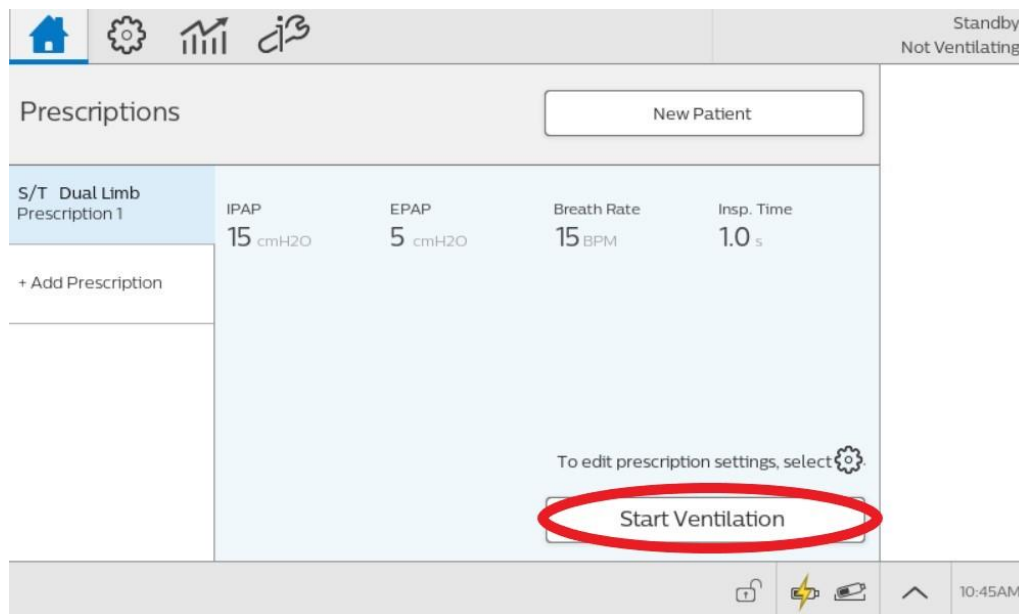 Standby
Not Ventilating
Prescriptions
New Patient
S/T Dual Limb
Prescription 1
+ Add Prescription
IPAP
15 cmH2O
EPAP
5 cmH2O
Breath Rate
15 BPM
Insp. Time
1.0 s
To edit prescription settings, select .
Start Ventilation
10:45AM